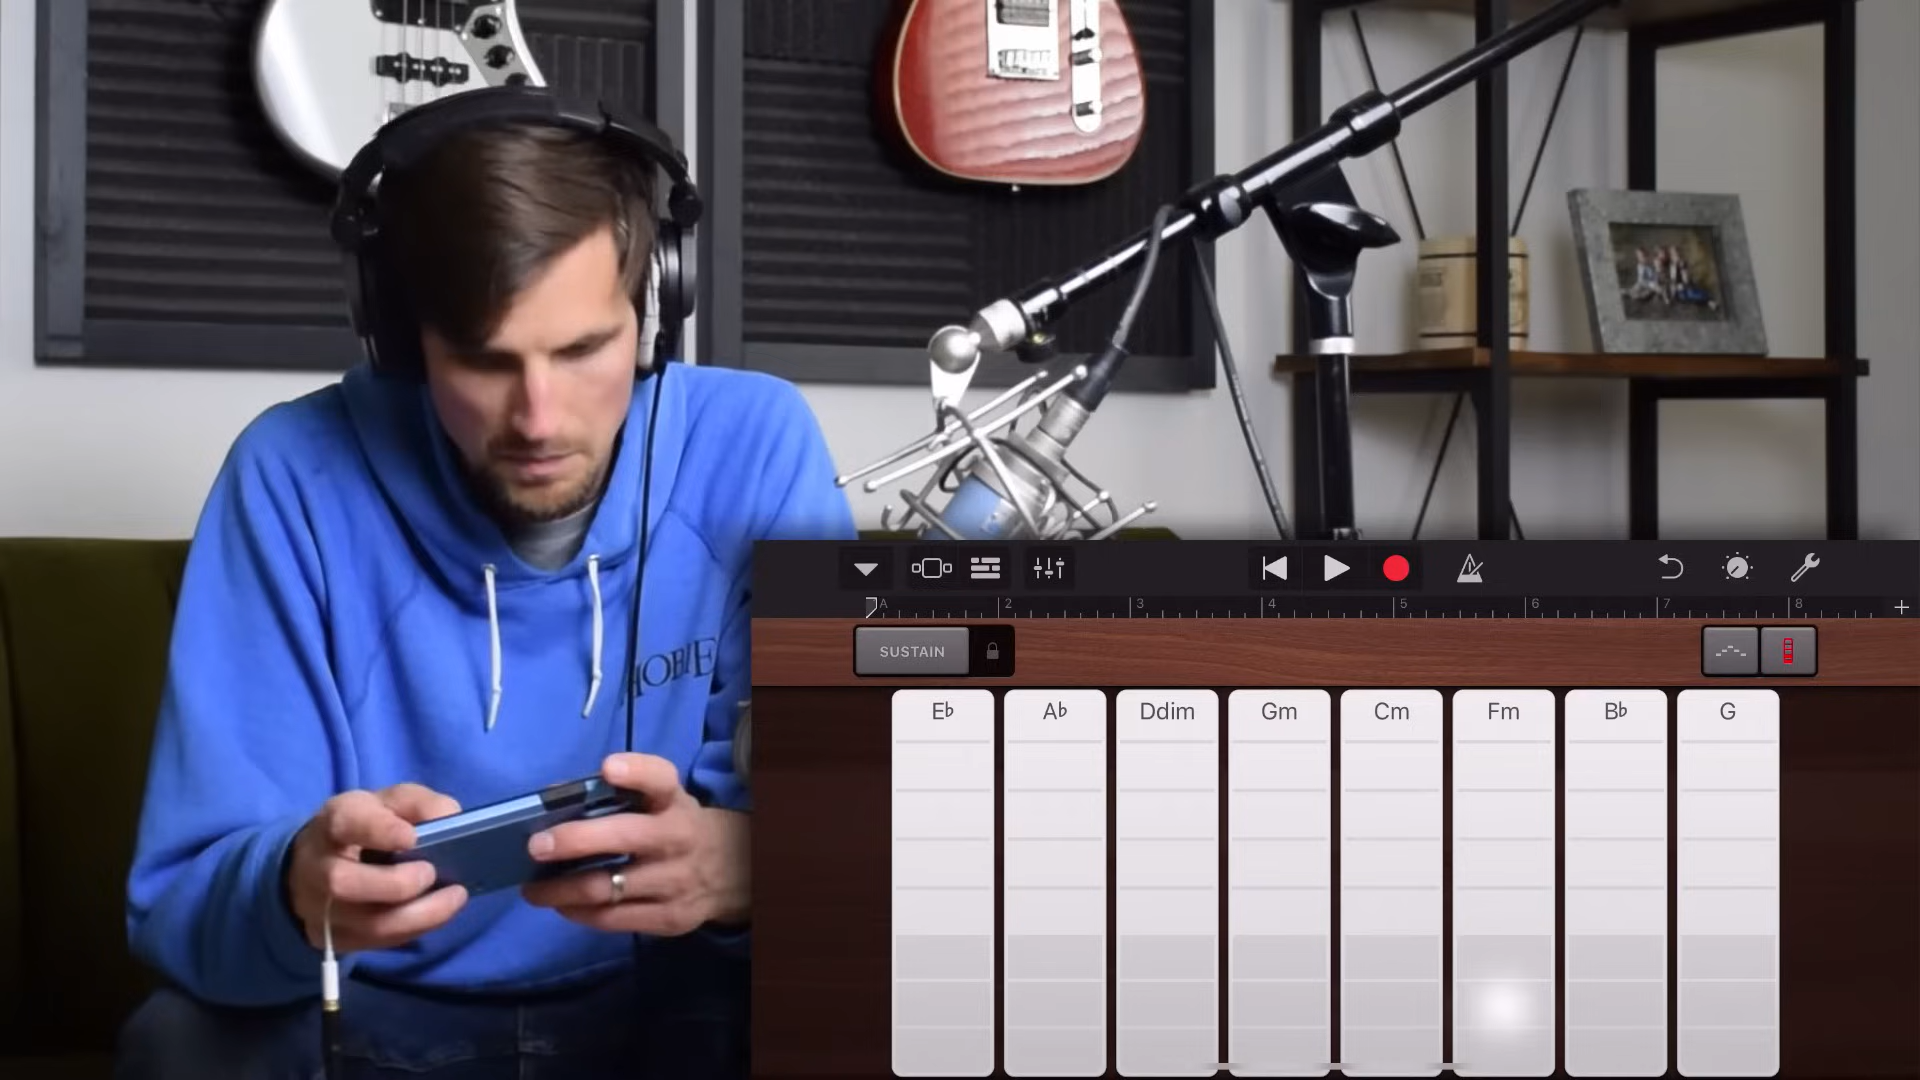 A 2 3 4 5 6 7 8
SUSTAIN
E♭ A♭ Ddim Gm Cm Fm B♭ G